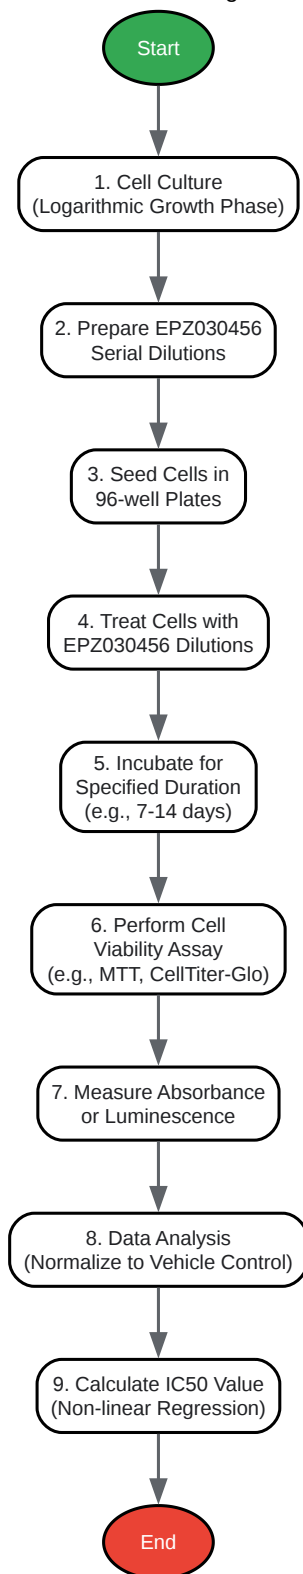 Start
1. Cell Culture
(Logarithmic Growth Phase)
2. Prepare EPZ030456
Serial Dilutions
3. Seed Cells in
96-well Plates
4. Treat Cells with
EPZ030456 Dilutions
5. Incubate for
Specified Duration
(e.g., 7-14 days)
6. Perform Cell
Viability Assay
(e.g., MTT, CellTiter-Glo)
7. Measure Absorbance
or Luminescence
8. Data Analysis
(Normalize to Vehicle Control)
9. Calculate IC50 Value
(Non-linear Regression)
End